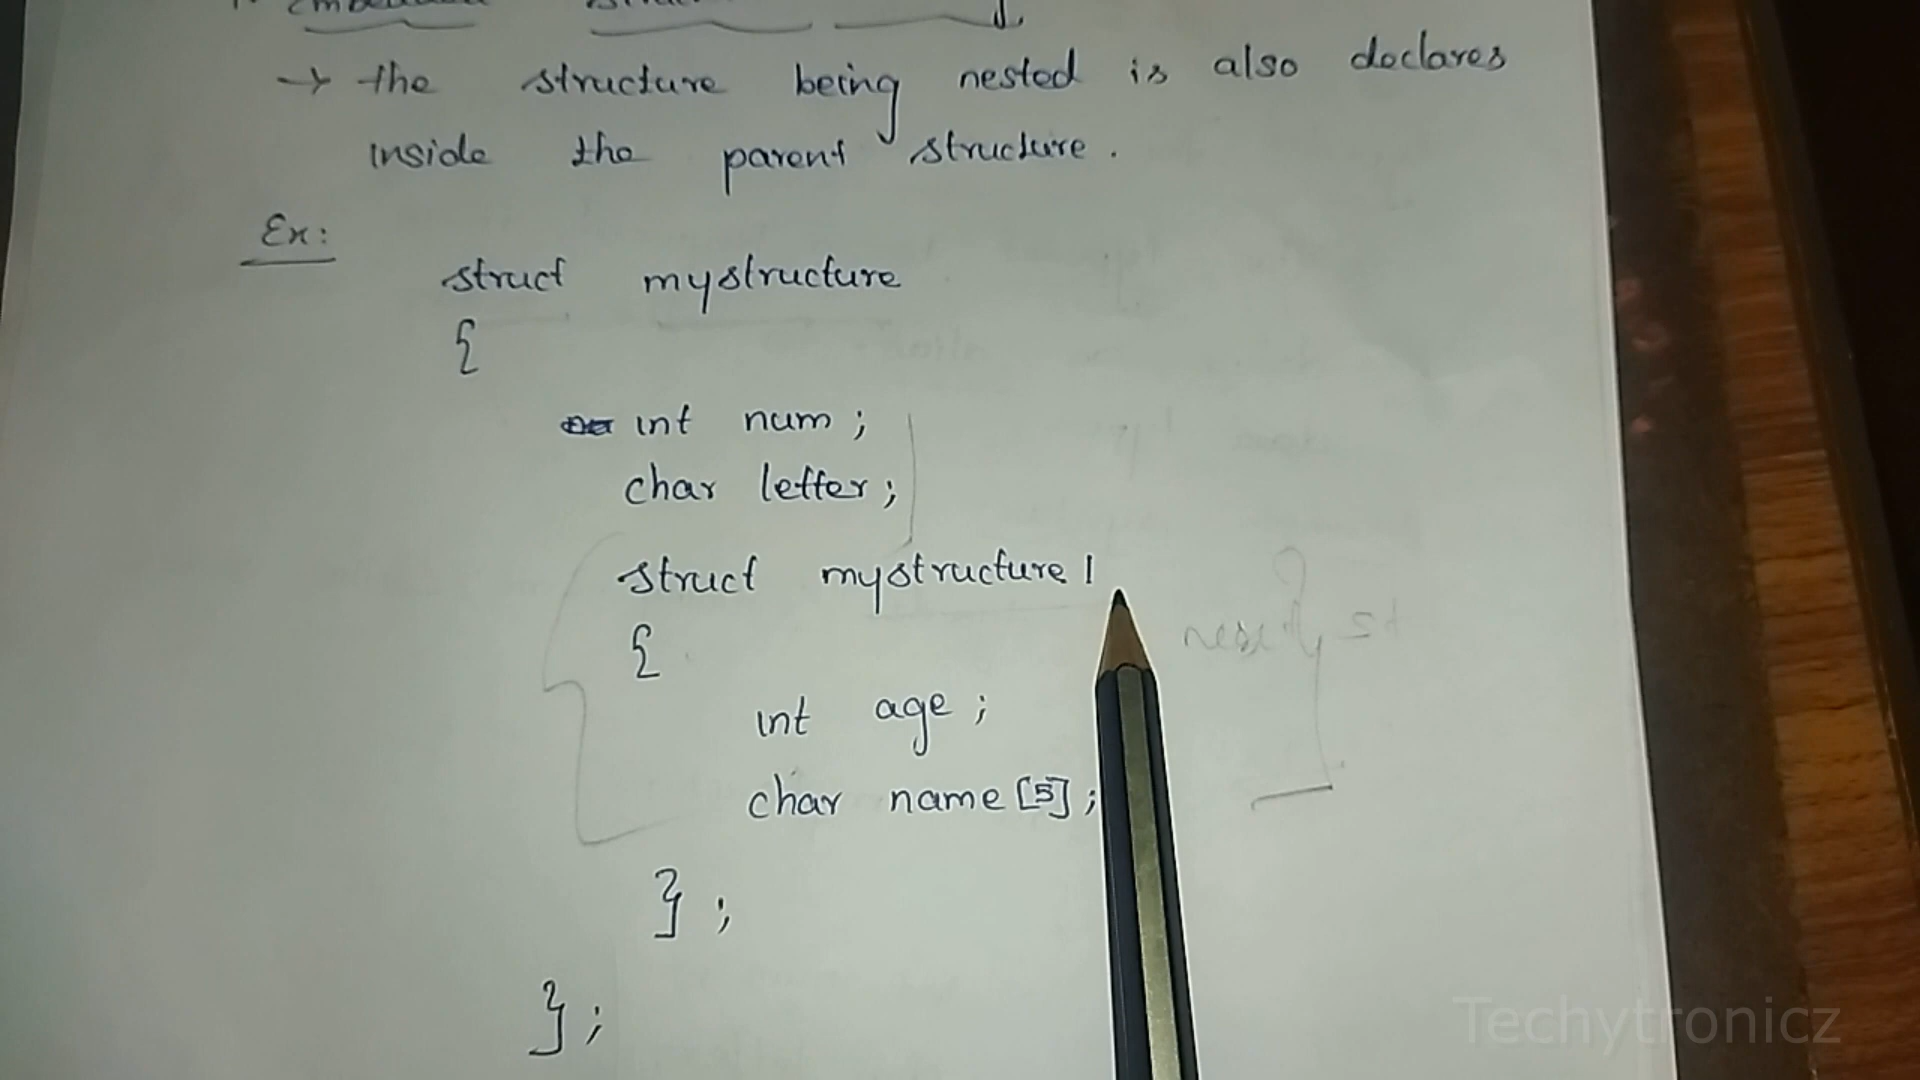 → the structure being nested is also declares
inside the parent structure.
Ex:
struct mystructure
{
int num;
char letter;
struct mystructure1
{
int age;
char name[5];
};
};
Techytronicz